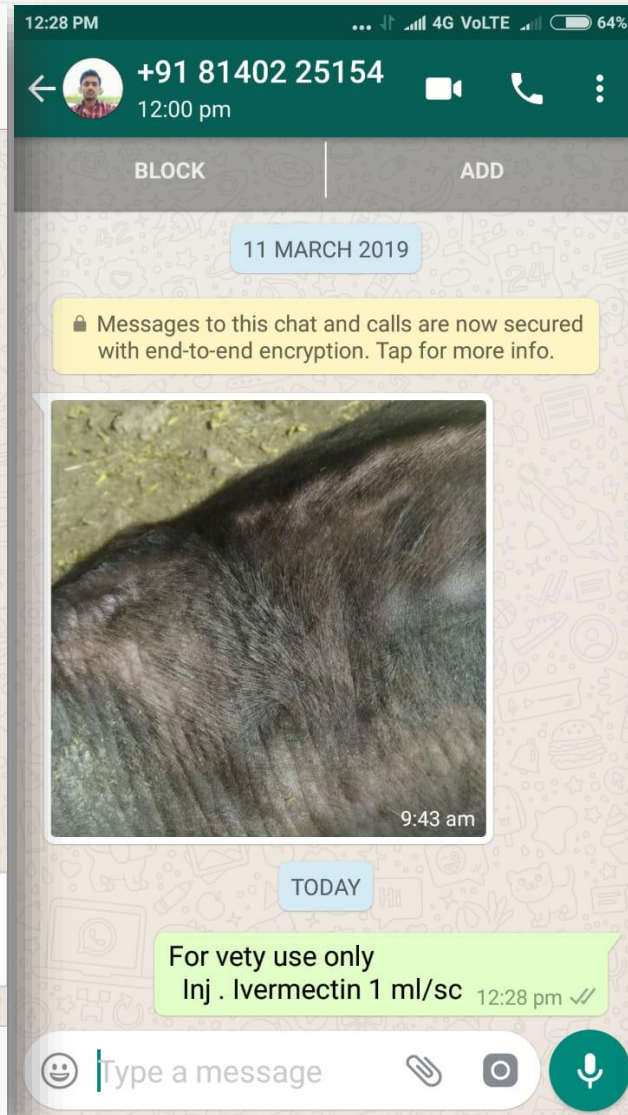 12:28 PM ... 4G VoLTE 64%
+91 81402 25154
12:00 pm
BLOCK ADD
11 MARCH 2019
Messages to this chat and calls are now secured
with end-to-end encryption. Tap for more info.
9:43 am
TODAY
For vety use only
Inj . Ivermectin 1 ml/sc 12:28 pm
Type a message